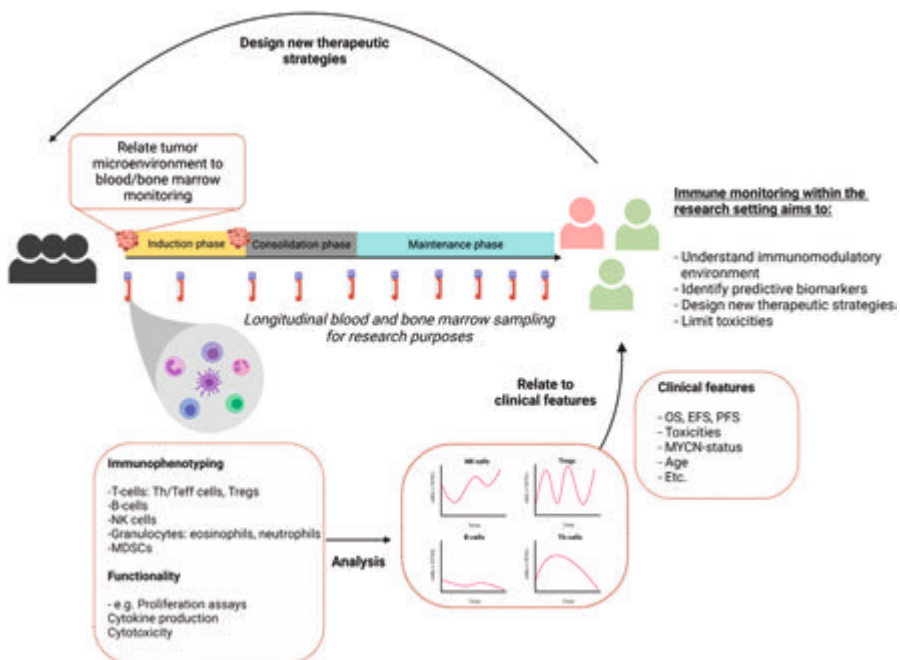 Design new therapeutic
strategies
Relate tumor
microenvironment to
blood/bone marrow
monitoring
Induction phase
Consolidation phase
Maintenance phase
Longitudinal blood and bone marrow sampling
for research purposes
Immune monitoring within the
research setting aims to:
- Understand immunomodulatory
environment
- Identify predictive biomarkers
- Design new therapeutic strategies
- Limit toxicities
Relate to
clinical features
Clinical features
- OS, EFS, PFS
- Toxicities
- MYCN-status
- Age
- Etc.
Immunophenotyping
-T-cells: Th/Teff cells, Tregs
-B-cells
-NK cells
-Granulocytes: eosinophils, neutrophils
-MDSCs
Functionality
- e.g. Proliferation assays
Cytokine production
Cytotoxicity
Analysis
NK cells
Time
Tregs
Time
B cells
Time
Th cells
Time